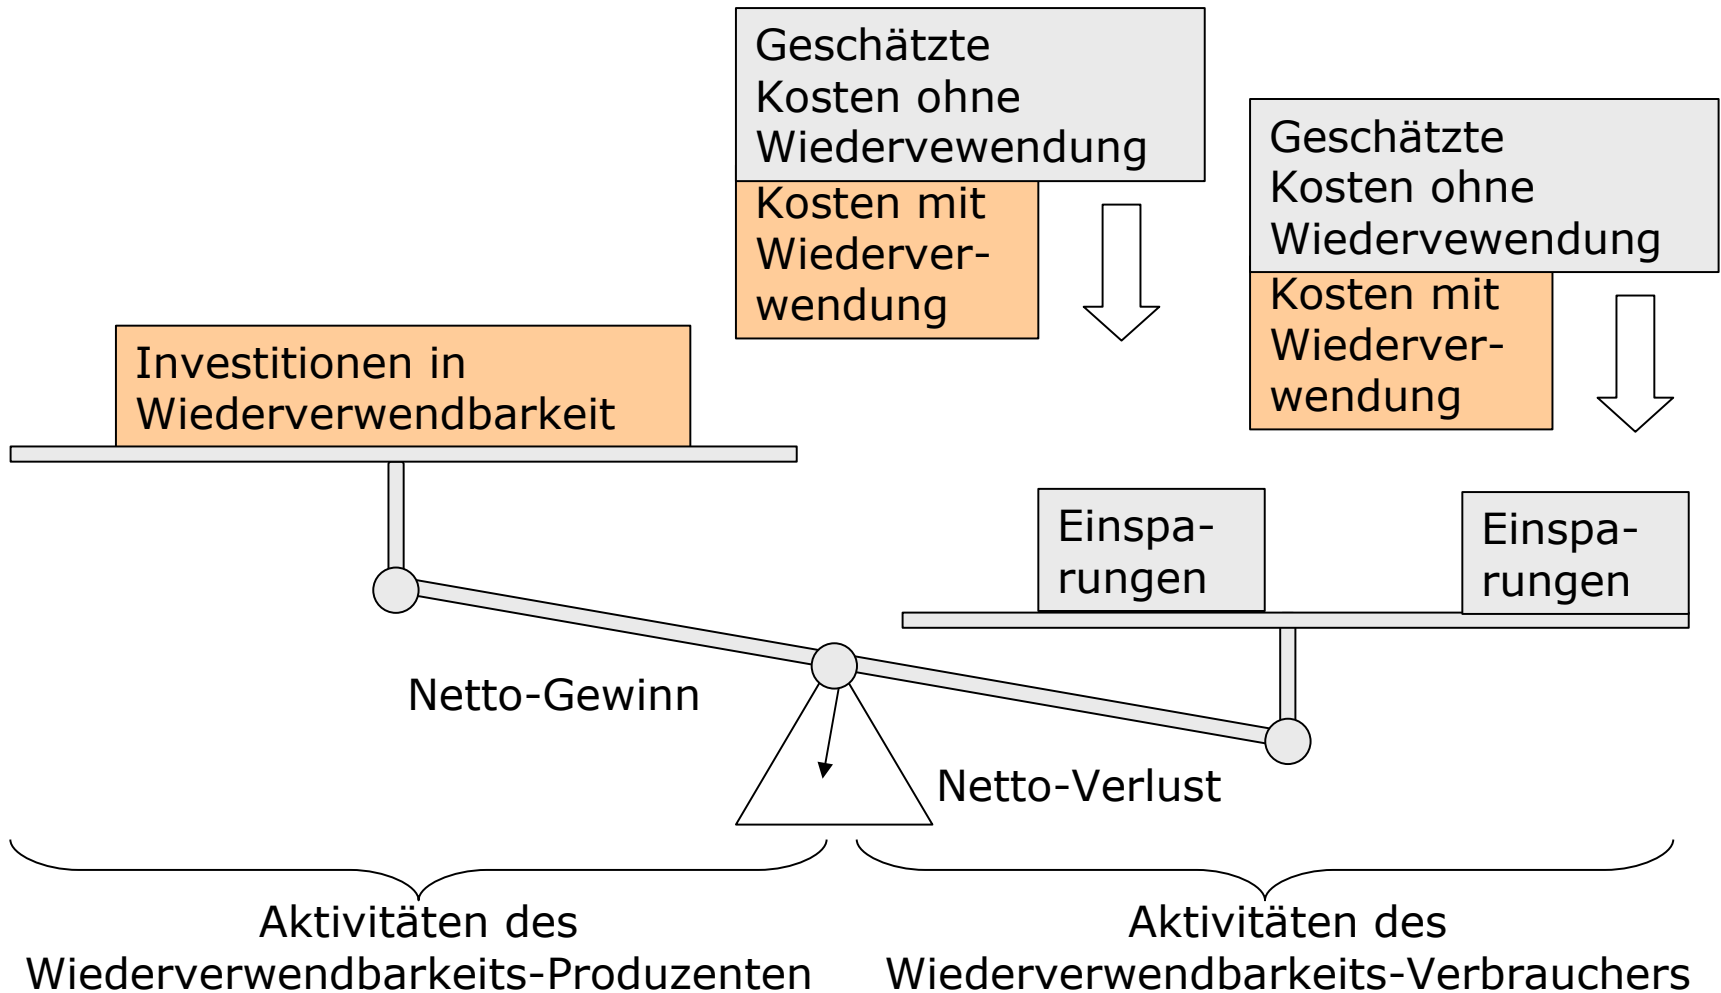 Geschätzte
Kosten ohne
Wiedervewendung
Kosten mit
Wiederver-
wendung
Geschätzte
Kosten ohne
Wiedervewendung
Kosten mit
Wiederver-
wendung
Investitionen in
Wiederverwendbarkeit
Einspa-
rungen
Einspa-
rungen
Netto-Gewinn
Netto-Verlust
Aktivitäten des
Wiederverwendbarkeits-Produzenten
Aktivitäten des
Wiederverwendbarkeits-Verbrauchers